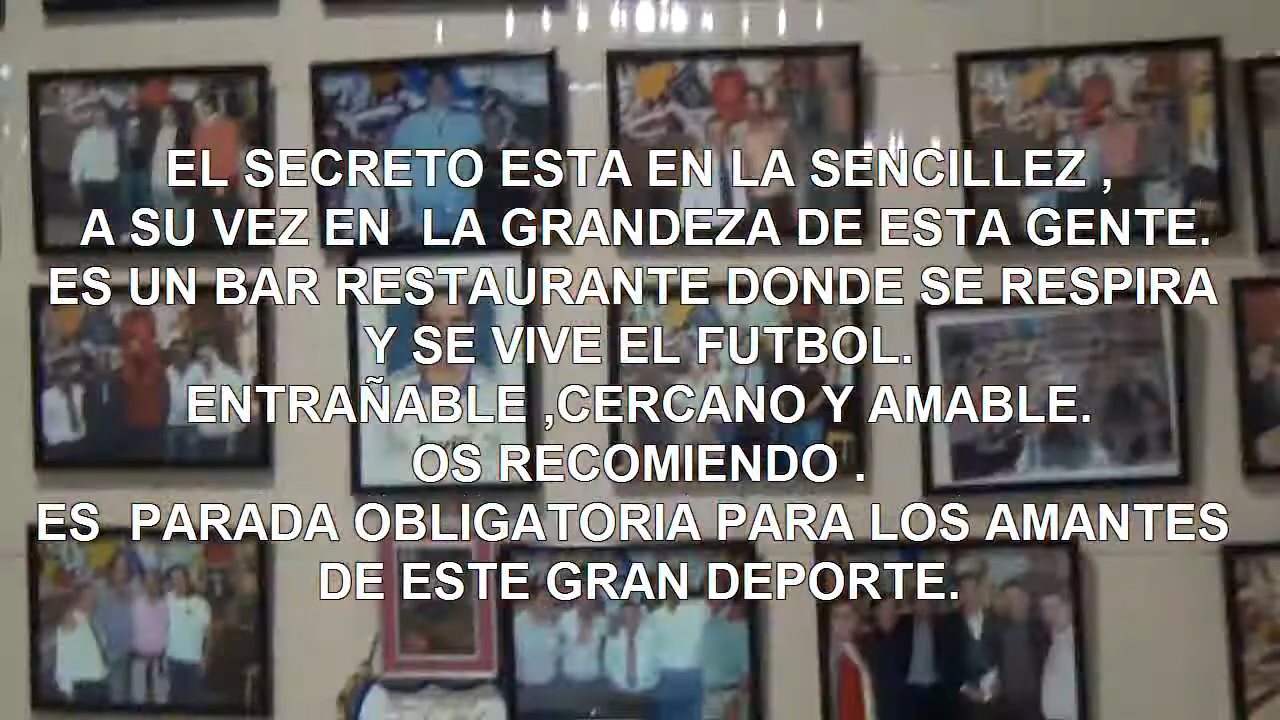 EL SECRETO ESTA EN LA SENCILLEZ ,
A SU VEZ EN  LA GRANDEZA DE ESTA GENTE.
ES UN BAR RESTAURANTE DONDE SE RESPIRA
Y SE VIVE EL FUTBOL.
ENTRAÑABLE ,CERCANO Y AMABLE.
OS RECOMIENDO .
ES  PARADA OBLIGATORIA PARA LOS AMANTES
DE ESTE GRAN DEPORTE.